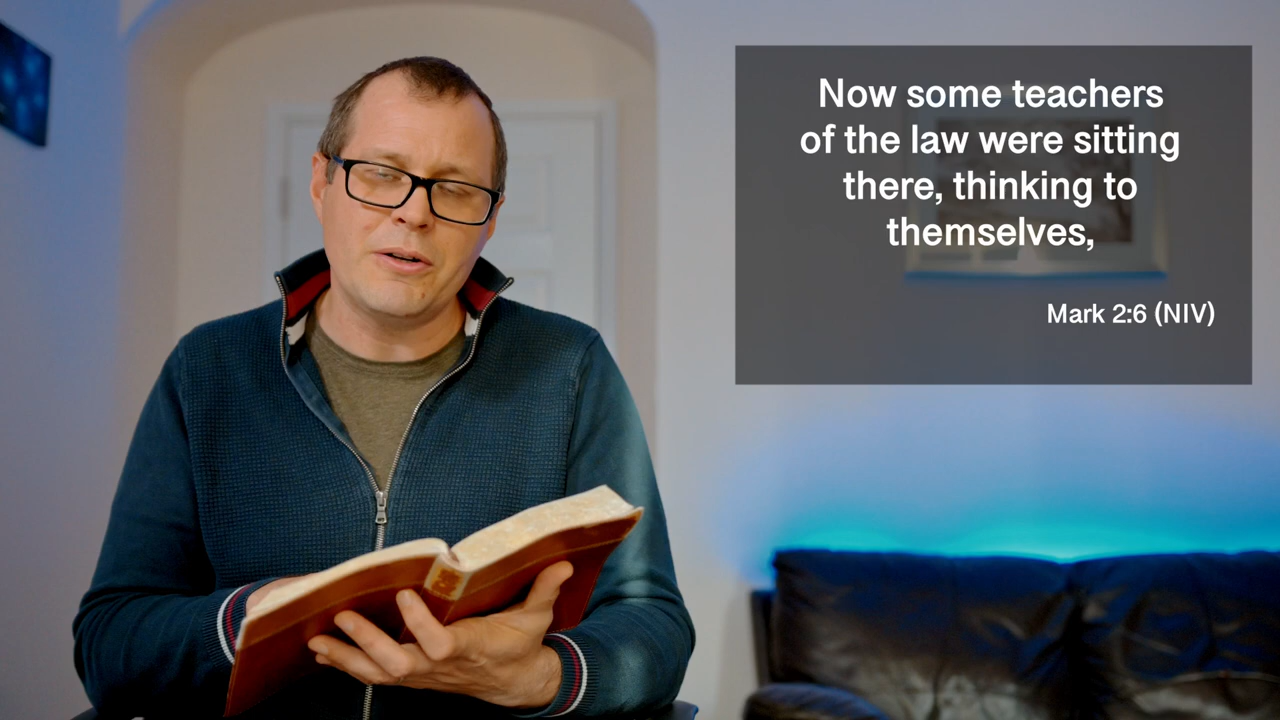 Now some teachers
of the law were sitting
there, thinking to
themselves,
Mark 2:6 (NIV)